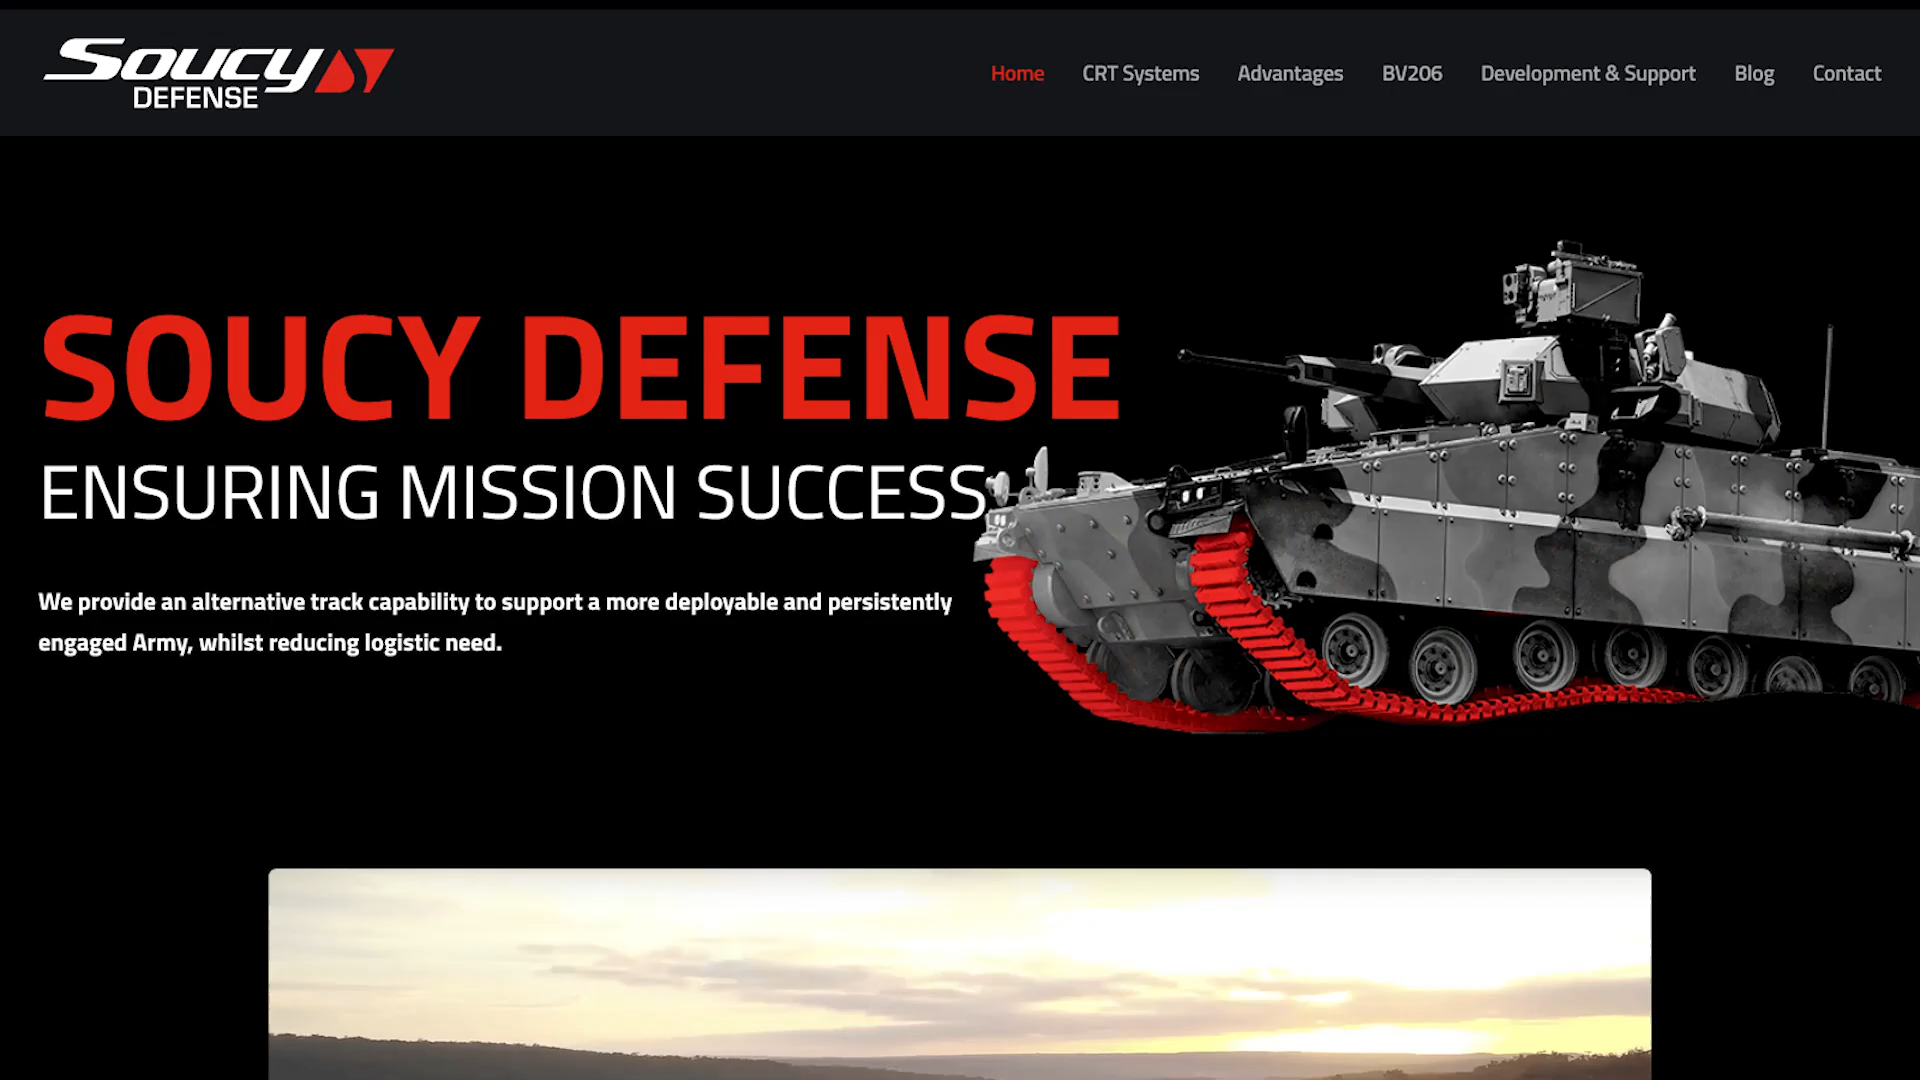 Soucy
DEFENSE
Home
CRT Systems
Advantages
BV206
Development & Support
Blog
Contact
SOUCY DEFENSE
ENSURING MISSION SUCCESS
We provide an alternative track capability to support a more deployable and persistently
engaged Army, whilst reducing logistic need.